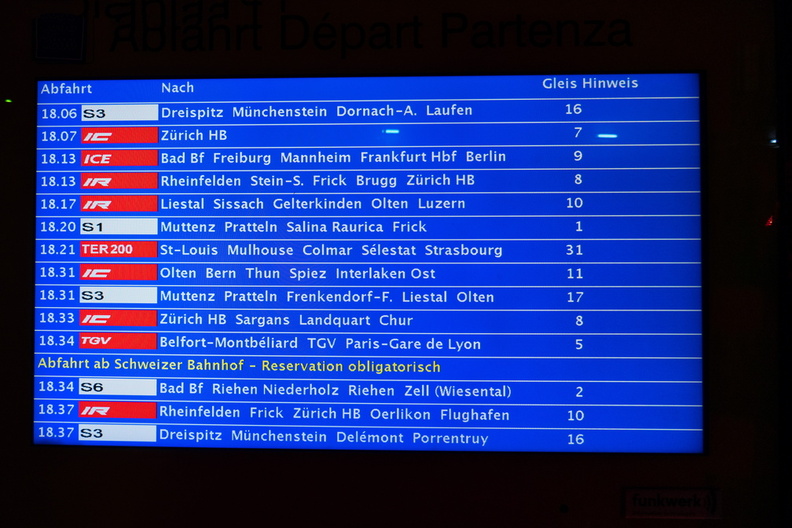 Abfahrt Départ Partenza
Abfahrt Nach Gleis Hinweis
18.06 S3 Dreispitz Münchenstein Dornach-A. Laufen 16
18.07 IC Zürich HB 7
18.13 ICE Bad Bf Freiburg Mannheim Frankfurt Hbf Berlin 9
18.13 IR Rheinfelden Stein-S. Frick Brugg Zürich HB 8
18.17 IR Liestal Sissach Gelterkinden Olten Luzern 10
18.20 S1 Muttenz Pratteln Salina Raurica Frick 1
18.21 TER200 St-Louis Mulhouse Colmar Sélestat Strasbourg 31
18.31 IC Olten Bern Thun Spiez Interlaken Ost 11
18.31 S3 Muttenz Pratteln Frenkendorf-F. Liestal Olten 17
18.33 IC Zürich HB Sargans Landquart Chur 8
18.34 TGV Belfort-Montbéliard TGV Paris-Gare de Lyon 5
Abfahrt ab Schweizer Bahnhof - Reservation obligatorisch
18.34 S6 Bad Bf Riehen Niederholz Riehen Zell (Wiesental) 2
18.37 IR Rheinfelden Frick Zürich HB Oerlikon Flughafen 10
18.37 S3 Dreispitz Münchenstein Delémont Porrentruy 16
funkwerk